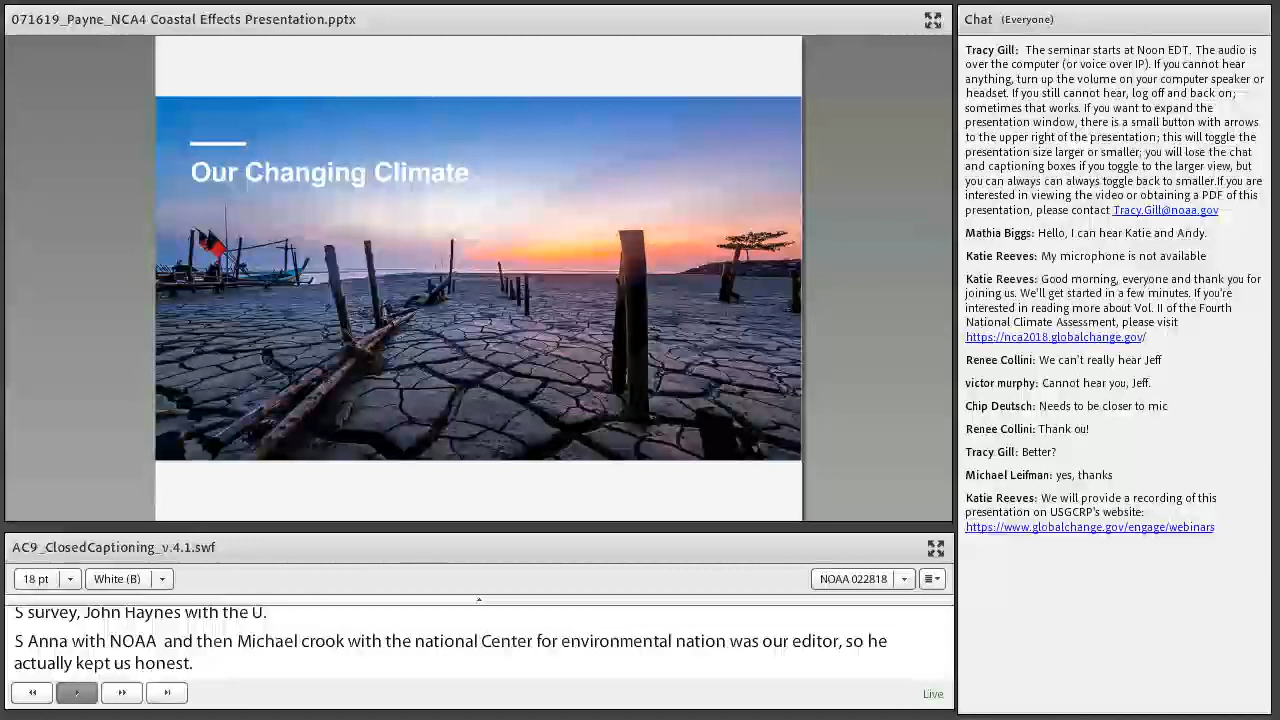 071619_Payne_NCA4 Coastal Effects Presentation.pptx
Our Changing Climate
AC9_ClosedCaptioning_v.4.1.swf
18 pt
White (B)
NOAA 022818
S survey, John Haynes with the U.
S Anna with NOAA  and then Michael crook with the national Center for environmental nation was our editor, so he
actually kept us honest.
Live
Chat (Everyone)
Tracy Gill: The seminar starts at Noon EDT. The audio is
over the computer (or voice over IP). If you cannot hear
anything, turn up the volume on your computer speaker or
headset. If you still cannot hear, log off and back on;
sometimes that works. If you want to expand the
presentation window, there is a small button with arrows
to the upper right of the presentation; this will toggle the
presentation size larger or smaller; you will lose the chat
and captioning boxes if you toggle to the larger view, but
you can always can always toggle back to smaller.If you are
interested in viewing the video or obtaining a PDF of this
presentation, please contact Tracy.Gill@noaa.gov
Mathia Biggs: Hello, I can hear Katie and Andy.
Katie Reeves: My microphone is not available
Katie Reeves: Good morning, everyone and thank you for
joining us. We'll get started in a few minutes. If you're
interested in reading more about Vol. II of the Fourth
National Climate Assessment, please visit
https://nca2018.globalchange.gov/
Renee Collini: We can't really hear Jeff
victor murphy: Cannot hear you, Jeff.
Chip Deutsch: Needs to be closer to mic
Renee Collini: Thank ou!
Tracy Gill: Better?
Michael Leifman: yes, thanks
Katie Reeves: We will provide a recording of this
presentation on USGCRP's website:
https://www.globalchange.gov/engage/webinars